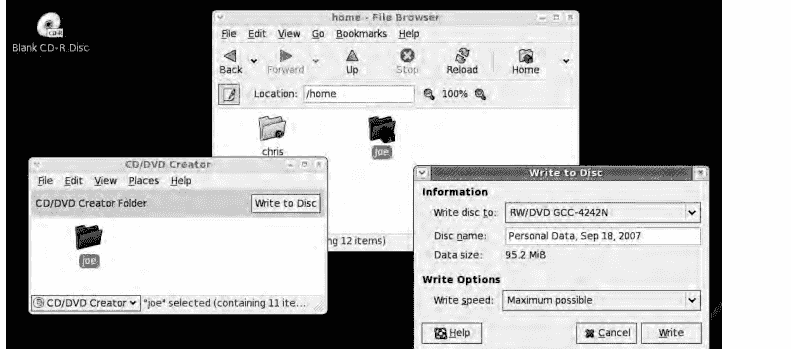 Blank CD-R Disc
home - File Browser
File Edit View Go Bookmarks Help
Back Forward Up Stop Reload Home
Location: /home 100%
chris joe
ng 12 items)
CD/DVD Creator
File Edit View Places Help
CD/DVD Creator Folder Write to Disc
joe
CD/DVD Creator "joe" selected (containing 11 ite...
Write to Disc
Information
Write disc to: RW/DVD GCC-4242N
Disc name: Personal Data, Sep 18, 2007
Data size: 95.2 MiB
Write Options
Write speed: Maximum possible
Help Cancel Write